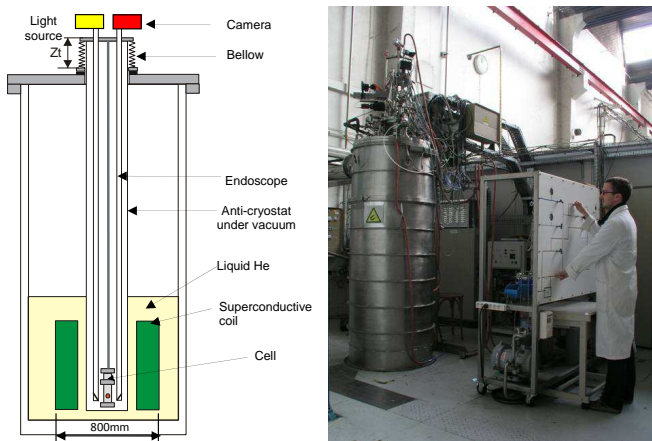 Light
source
Camera
Zt
Bellow
Endoscope
Anti-cryostat
under vacuum
Liquid He
Superconductive
coil
Cell
800mm